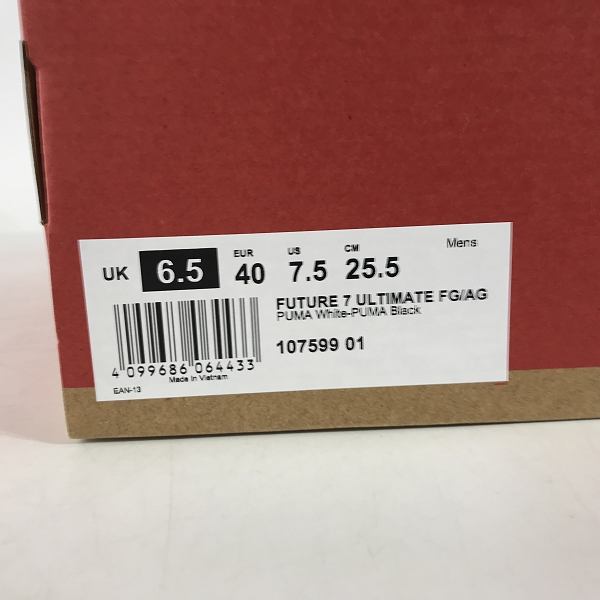 UK 6.5 EUR 40 US 7.5 CM 25.5 Mens
FUTURE 7 ULTIMATE FG/AG
PUMA White-PUMA Black
107599 01
4 099686 064433
Made in Vietnam
EAN-13